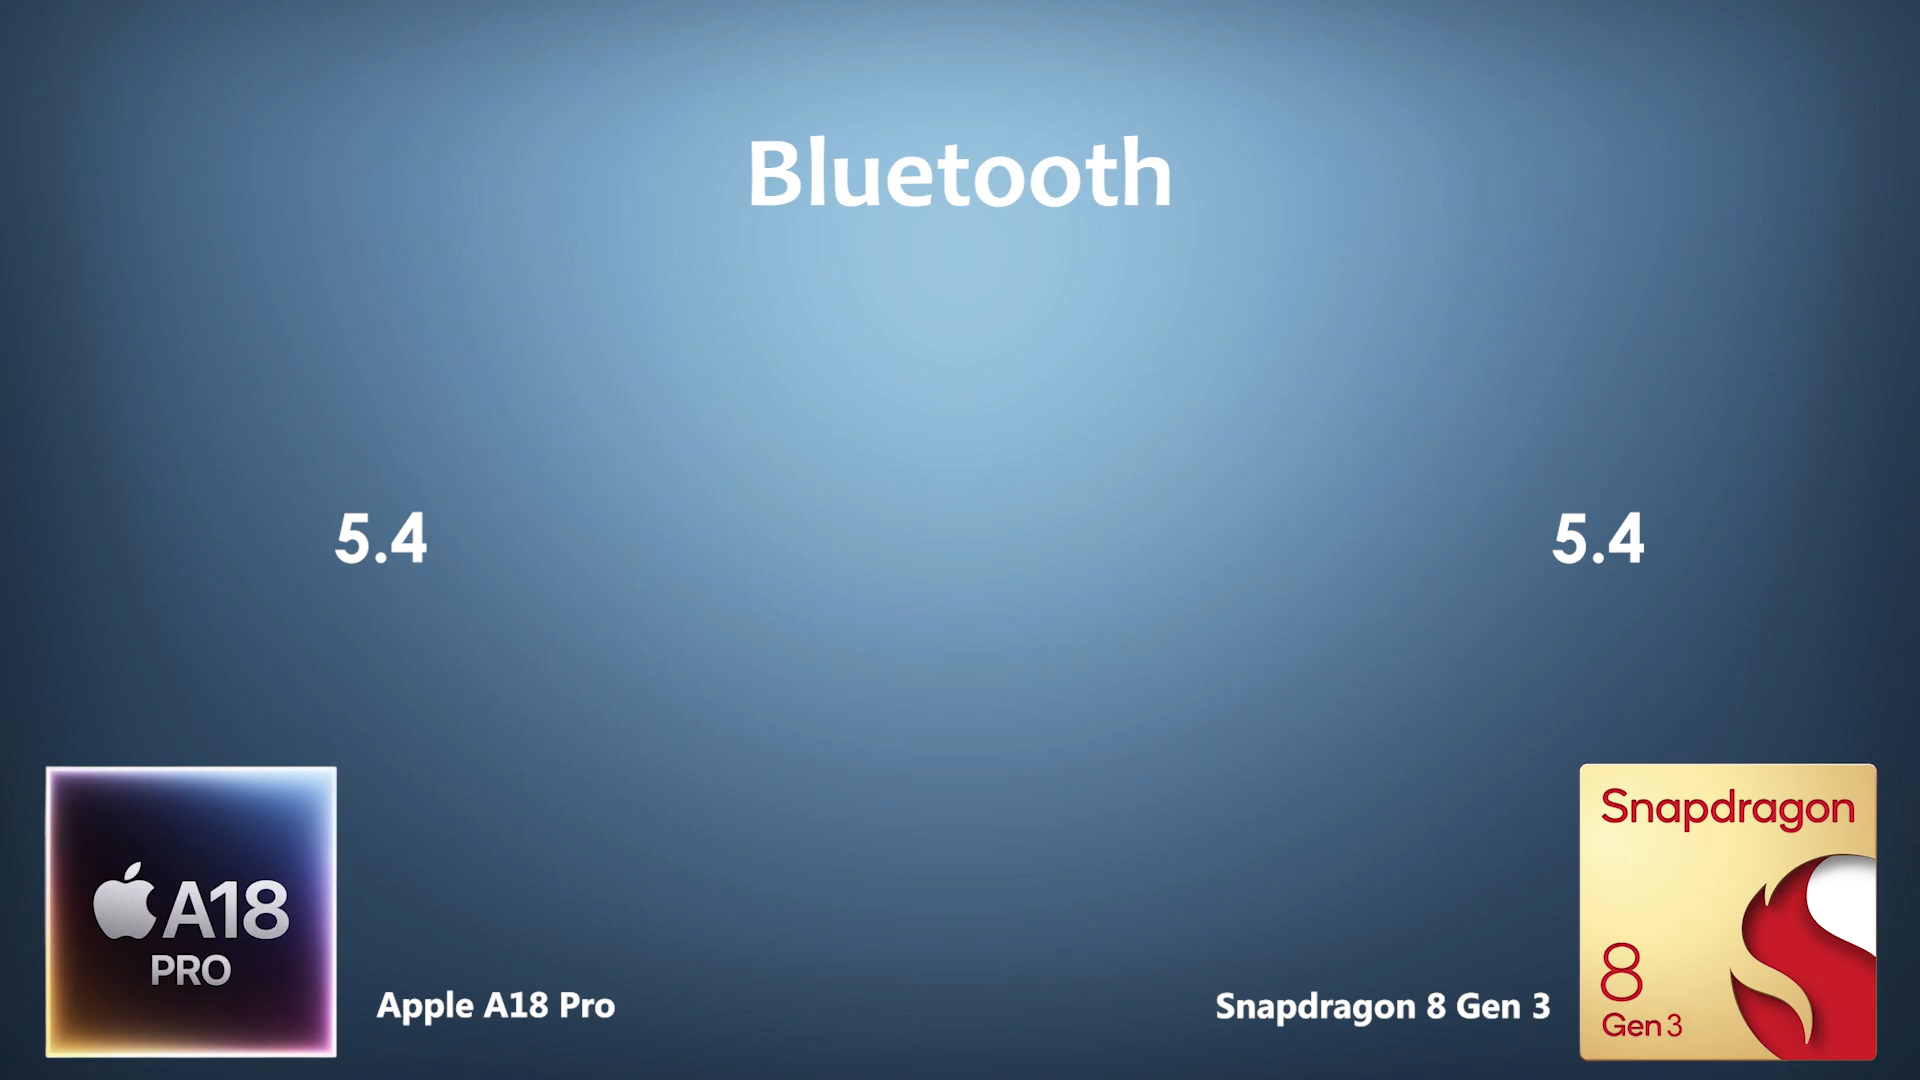 Bluetooth
5.4
5.4
A18
PRO
Apple A18 Pro
Snapdragon 8 Gen 3
Snapdragon
8
Gen 3